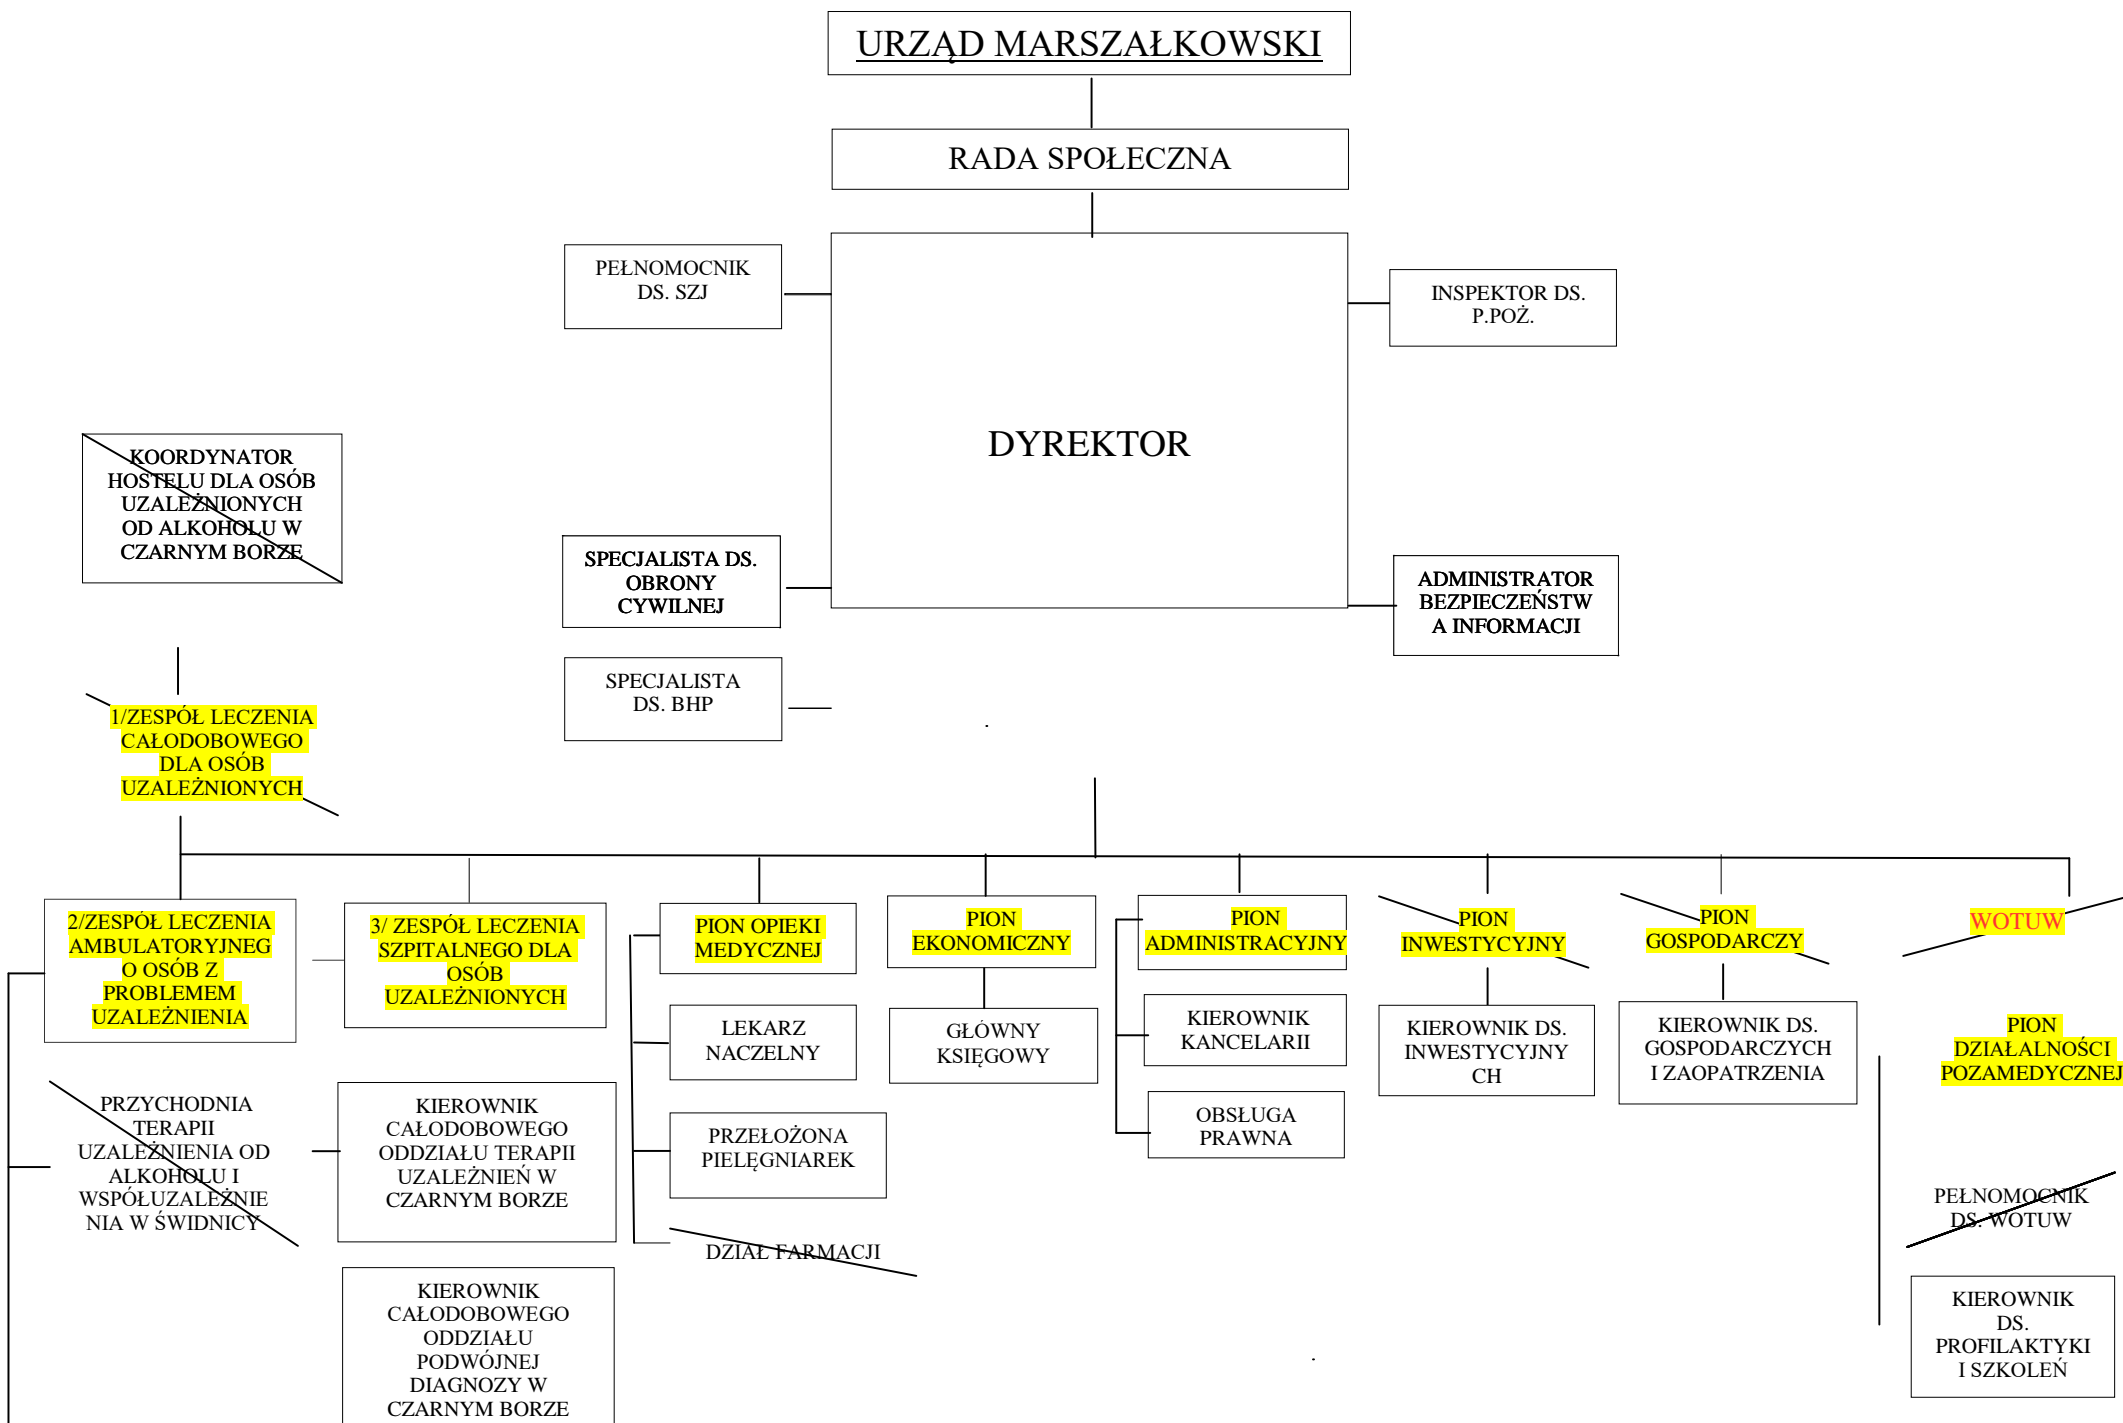 URZĄD MARSZAŁKOWSKI
RADA SPOŁECZNA
PEŁNOMOCNIK
DS. SZJ
INSPEKTOR DS.
P.POŻ.
DYREKTOR
KOORDYNATOR
HOSTELU DLA OSÓB
UZALEŻNIONYCH
OD ALKOHOLU W
CZARNYM BORZE
SPECJALISTA DS.
OBRONY
CYWILNEJ
ADMINISTRATOR
BEZPIECZEŃSTW
A INFORMACJI
SPECJALISTA
DS. BHP
1/ZESPÓŁ LECZENIA
CAŁODOBOWEGO
DLA OSÓB
UZALEŻNIONYCH
2/ZESPÓŁ LECZENIA
AMBULATORYJNEG
O OSÓB Z
PROBLEMEM
UZALEŻNIENIA
3/ ZESPÓŁ LECZENIA
SZPITALNEGO DLA
OSÓB
UZALEŻNIONYCH
PION OPIEKI
MEDYCZNEJ
PION
EKONOMICZNY
PION
ADMINISTRACYJNY
PION
INWESTYCYJNY
PION
GOSPODARCZY
WOTUW
LEKARZ
NACZELNY
GŁÓWNY
KSIĘGOWY
KIEROWNIK
KANCELARII
KIEROWNIK DS.
INWESTYCYJNY
CH
KIEROWNIK DS.
GOSPODARCZYCH
I ZAOPATRZENIA
PION
DZIAŁALNOŚCI
POZAMEDYCZNEJ
PRZYCHODNIA
TERAPII
UZALEŻNIENIA OD
ALKOHOLU I
WSPÓŁUZALEŻNIE
NIA W ŚWIDNICY
KIEROWNIK
CAŁODOBOWEGO
ODDZIAŁU TERAPII
UZALEŻNIEŃ W
CZARNYM BORZE
PRZEŁOŻONA
PIELĘGNIAREK
OBSŁUGA
PRAWNA
PEŁNOMOCNIK
DS. WOTUW
DZIAŁ FARMACJI
KIEROWNIK
CAŁODOBOWEGO
ODDZIAŁU
PODWÓJNEJ
DIAGNOZY W
CZARNYM BORZE
KIEROWNIK
DS.
PROFILAKTYKI
I SZKOLEŃ